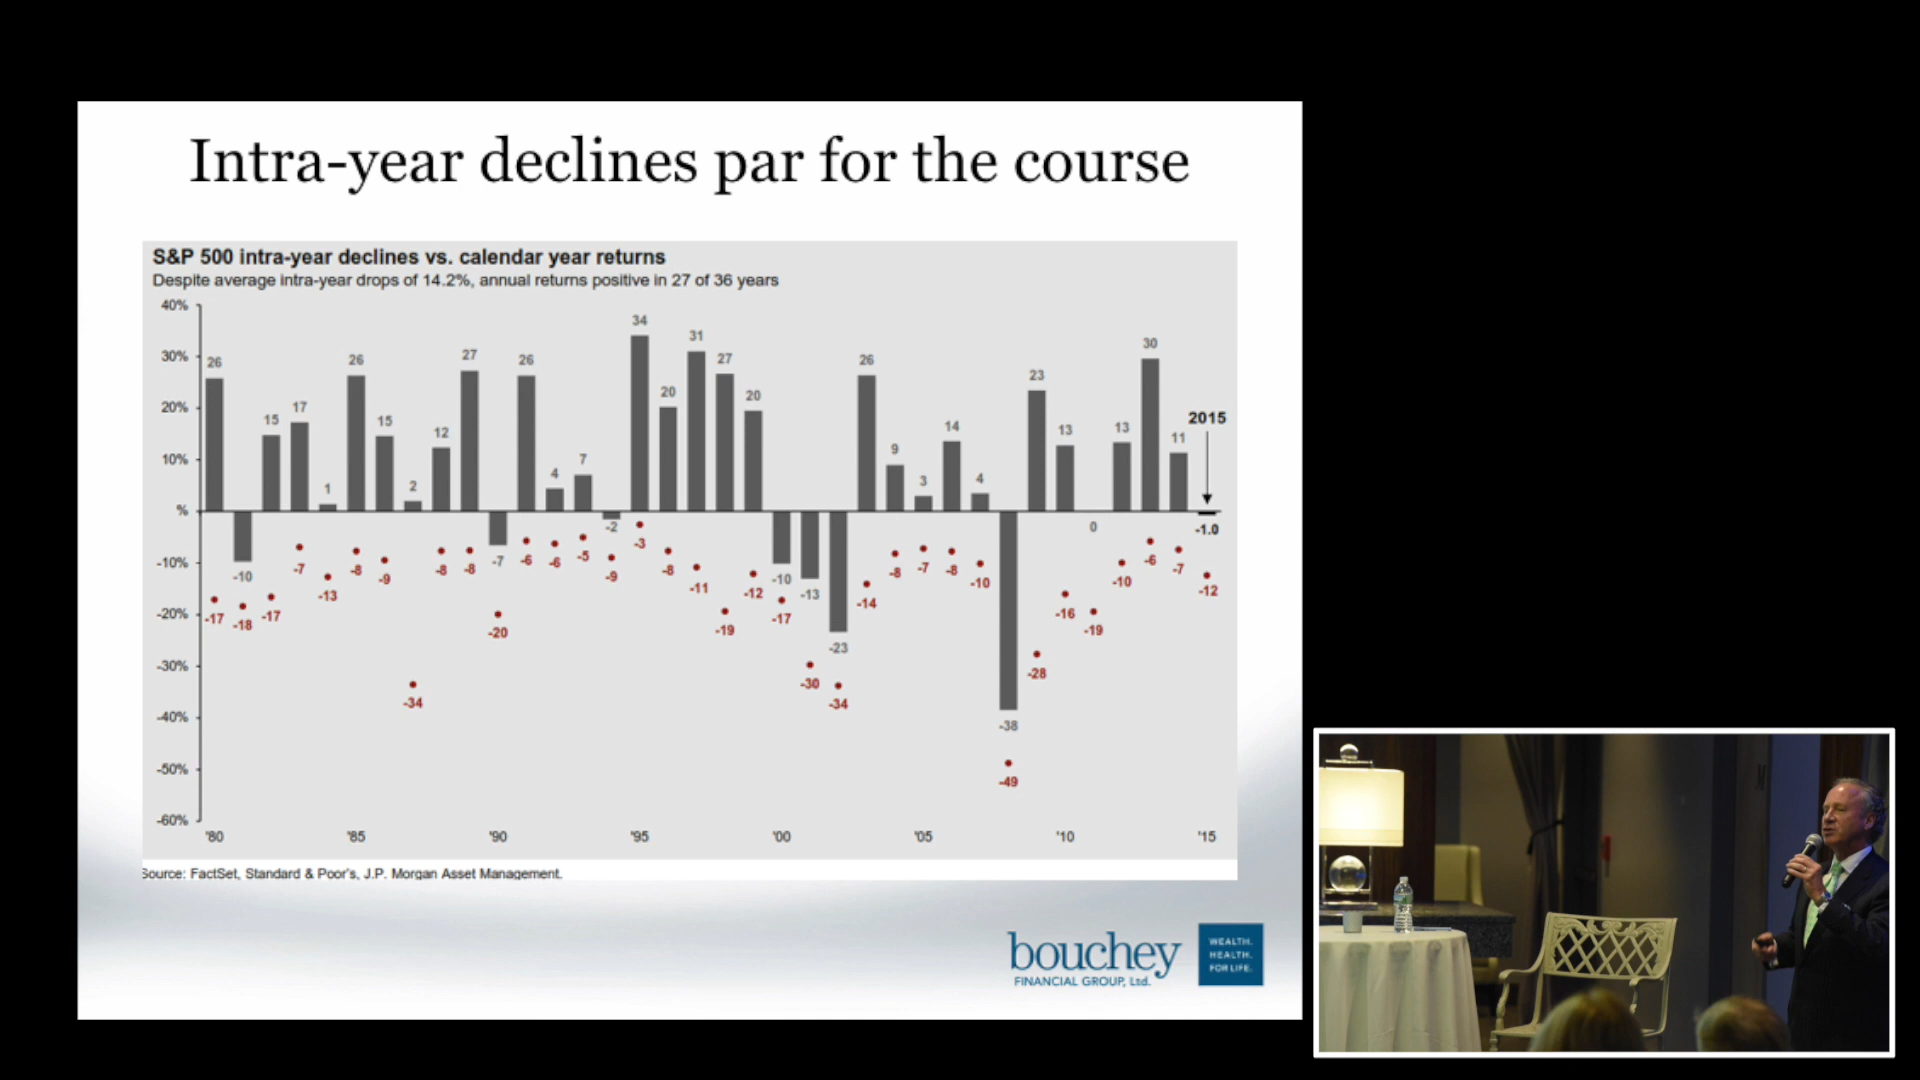 Intra-year declines par for the course
S&P 500 intra-year declines vs. calendar year returns
Despite average intra-year drops of 14.2%, annual returns positive in 27 of 36 years
40%
30%
20%
10%
%
-10%
-20%
-30%
-40%
-50%
-60%
26 -10 15 17 1 26 15 2 12 27 -7 26 4 7 -2 34 20 31 27 20 -10 -13 -23 26 9 3 14 4 -38 23 13 0 13 30 11 -1.0
2015
-17 -18 -17 -7 -13 -8 -9 -34 -8 -8 -20 -6 -6 -5 -9 -3 -8 -11 -19 -12 -17 -30 -34 -14 -8 -7 -8 -10 -49 -28 -16 -19 -10 -6 -7 -12
'80 '85 '90 '95 '00 '05 '10 '15
Source: FactSet, Standard & Poor's, J.P. Morgan Asset Management.
bouchey
FINANCIAL GROUP, Ltd.
WEALTH.
HEALTH.
FOR LIFE.